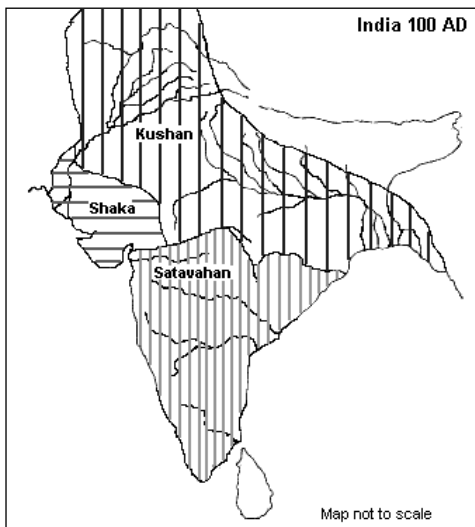 India 100 AD
Kushan
Shaka
Satavahan
Map not to scale